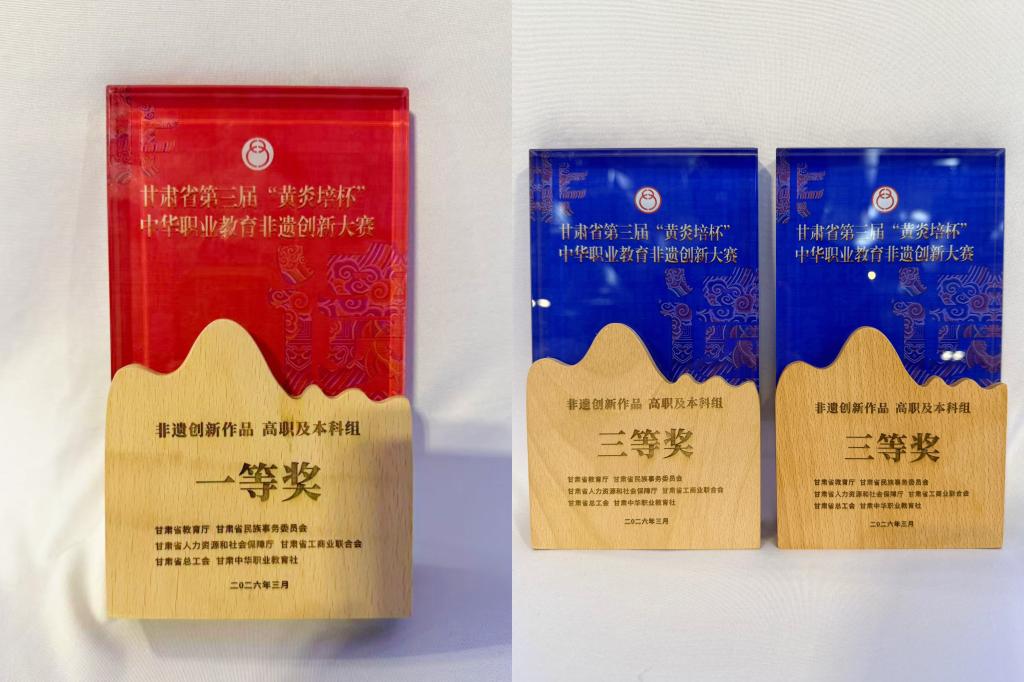 甘肃省第三届“黄炎培杯”
中华职业教育非遗创新大赛
非遗创新作品 高职及本科组
一等奖
甘肃省教育厅 甘肃省民族事务委员会
甘肃省人力资源和社会保障厅 甘肃省工商业联合会
甘肃省总工会 甘肃中华职业教育社
二〇二六年三月
甘肃省第三届“黄炎培杯”
中华职业教育非遗创新大赛
非遗创新作品 高职及本科组
三等奖
甘肃省教育厅 甘肃省民族事务委员会
甘肃省人力资源和社会保障厅 甘肃省工商业联合会
甘肃省总工会 甘肃中华职业教育社
二〇二六年三月
甘肃省第三届“黄炎培杯”
中华职业教育非遗创新大赛
非遗创新作品 高职及本科组
三等奖
甘肃省教育厅 甘肃省民族事务委员会
甘肃省人力资源和社会保障厅 甘肃省工商业联合会
甘肃省总工会 甘肃中华职业教育社
二〇二六年三月